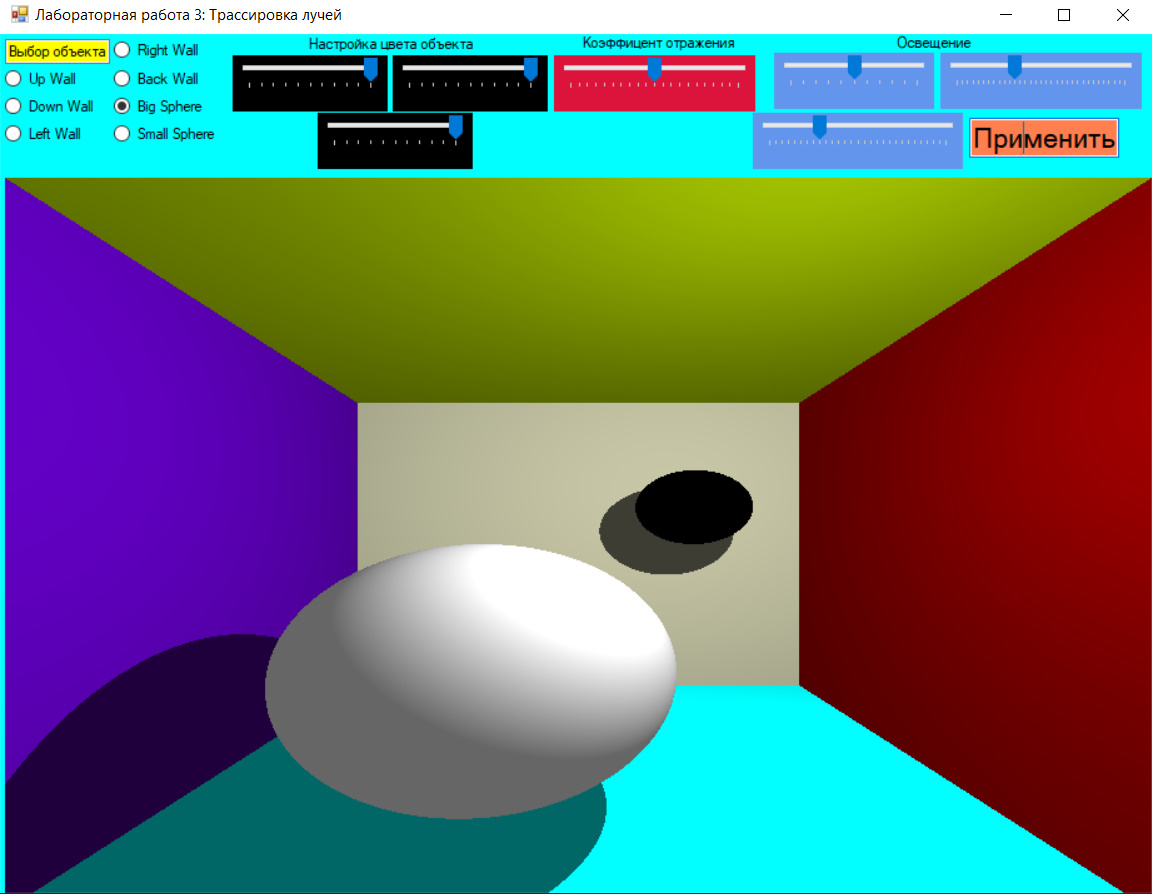 Лабораторная работа 3: Трассировка лучей
Выбор объекта
Right Wall
Up Wall
Back Wall
Down Wall
Big Sphere
Left Wall
Small Sphere
Настройка цвета объекта
Коэффицент отражения
Освещение
Применить